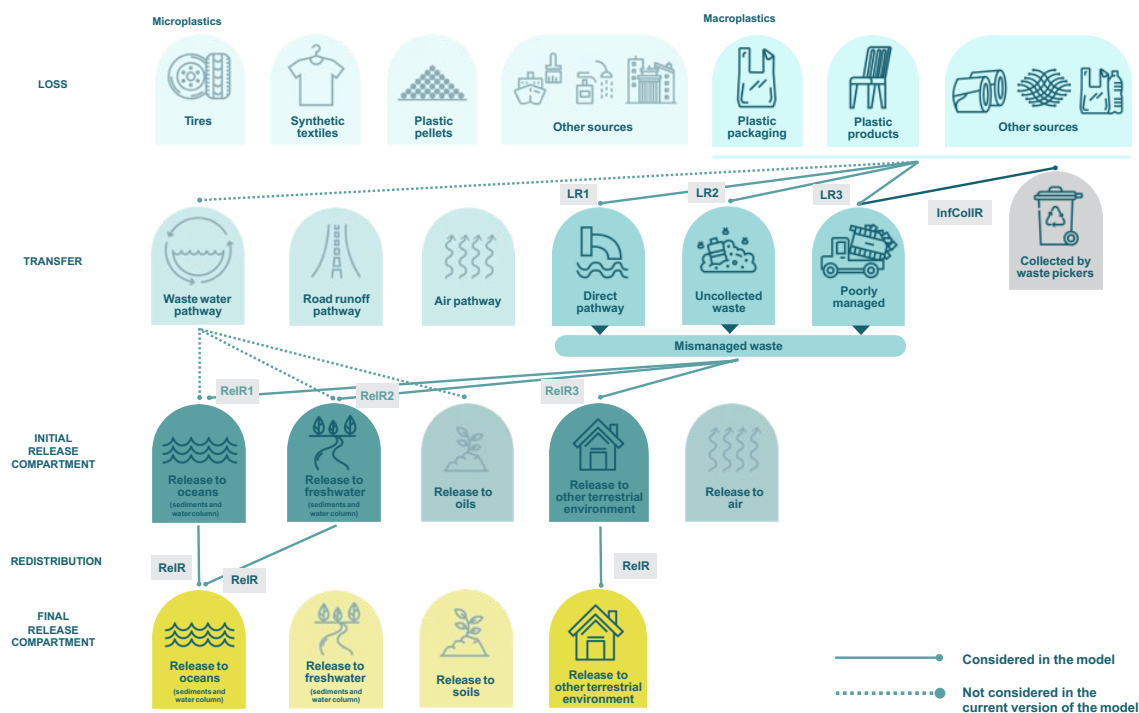 Microplastics
Macroplastics
LOSS
Tires
Synthetic
textiles
Plastic
pellets
Other sources
Plastic
packaging
Plastic
products
Other sources
LR1
LR2
LR3
InfCollR
TRANSFER
Waste water
pathway
Road runoff
pathway
Air pathway
Direct
pathway
Uncollected
waste
Poorly
managed
Collected by
waste pickers
Mismanaged waste
RelR1
RelR2
RelR3
INITIAL
RELEASE
COMPARTMENT
Release to
oceans
(sediments and
water column)
Release to
freshwater
(sediments and
water column)
Release to
oils
Release to
other terrestrial
environment
Release to
air
REDISTRIBUTION
RelR
RelR
RelR
FINAL
RELEASE
COMPARTMENT
Release to
oceans
(sediments and
water column)
Release to
freshwater
(sediments and
water column)
Release to
soils
Release to
other terrestrial
environment
Considered in the model
Not considered in the
current version of the model